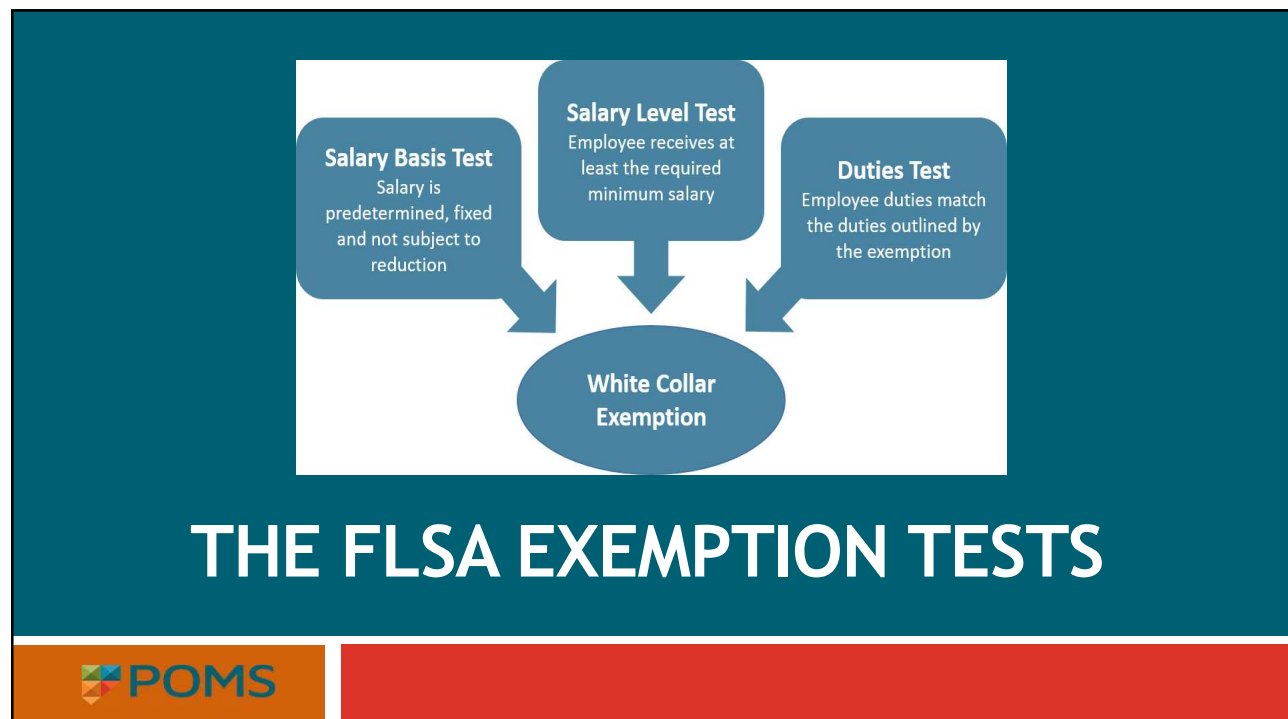 Salary Basis Test
Salary is
predetermined, fixed
and not subject to
reduction
Salary Level Test
Employee receives at
least the required
minimum salary
Duties Test
Employee duties match
the duties outlined by
the exemption
White Collar
Exemption
THE FLSA EXEMPTION TESTS
POMS